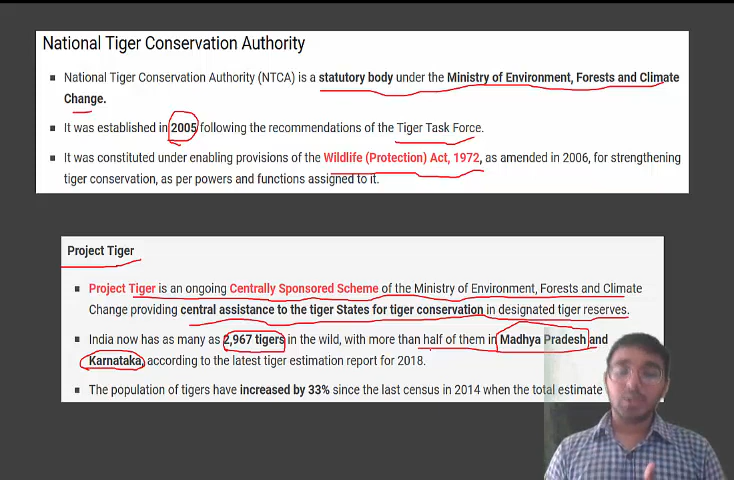 National Tiger Conservation Authority
National Tiger Conservation Authority (NTCA) is a statutory body under the Ministry of Environment, Forests and Climate
Change.
It was established in 2005 following the recommendations of the Tiger Task Force.
It was constituted under enabling provisions of the Wildlife (Protection) Act, 1972, as amended in 2006, for strengthening
tiger conservation, as per powers and functions assigned to it.
Project Tiger
Project Tiger is an ongoing Centrally Sponsored Scheme of the Ministry of Environment, Forests and Climate
Change providing central assistance to the tiger States for tiger conservation in designated tiger reserves.
India now has as many as 2,967 tigers in the wild, with more than half of them in Madhya Pradesh and
Karnataka, according to the latest tiger estimation report for 2018.
The population of tigers have increased by 33% since the last census in 2014 when the total estimate